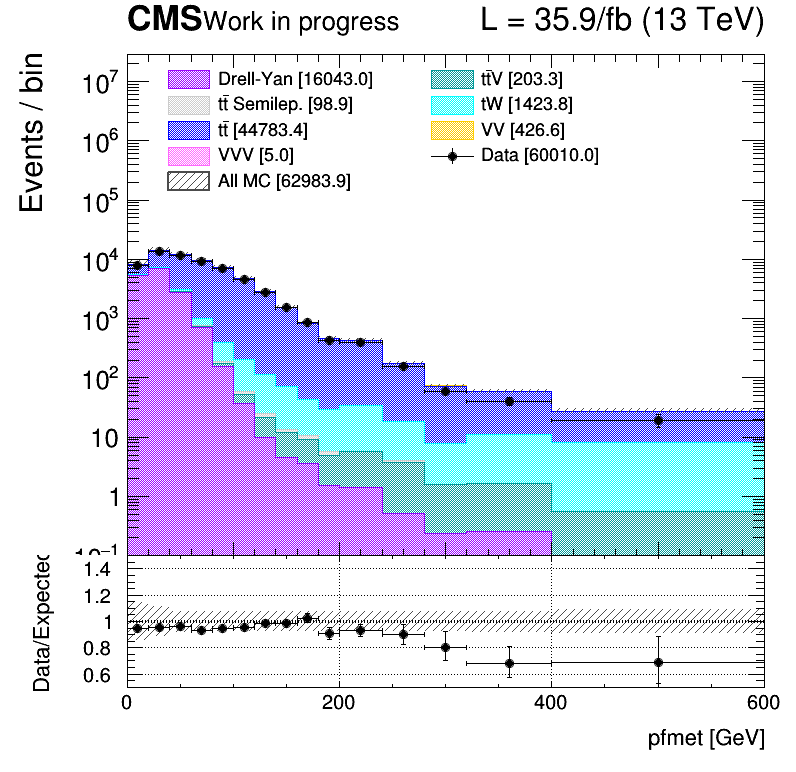 CMS Work in progress L = 35.9/fb (13 TeV)
Events / bin
Drell-Yan [16043.0] tt̄V [203.3]
tt̄ Semilep. [98.9] tW [1423.8]
tt̄ [44783.4] VV [426.6]
VVV [5.0] Data [60010.0]
All MC [62983.9]
10⁷
10⁶
10⁵
10⁴
10³
10²
10
1
10⁻¹
Data/Expected
1.4
1.2
1
0.8
0.6
0 200 400 600
pfmet [GeV]